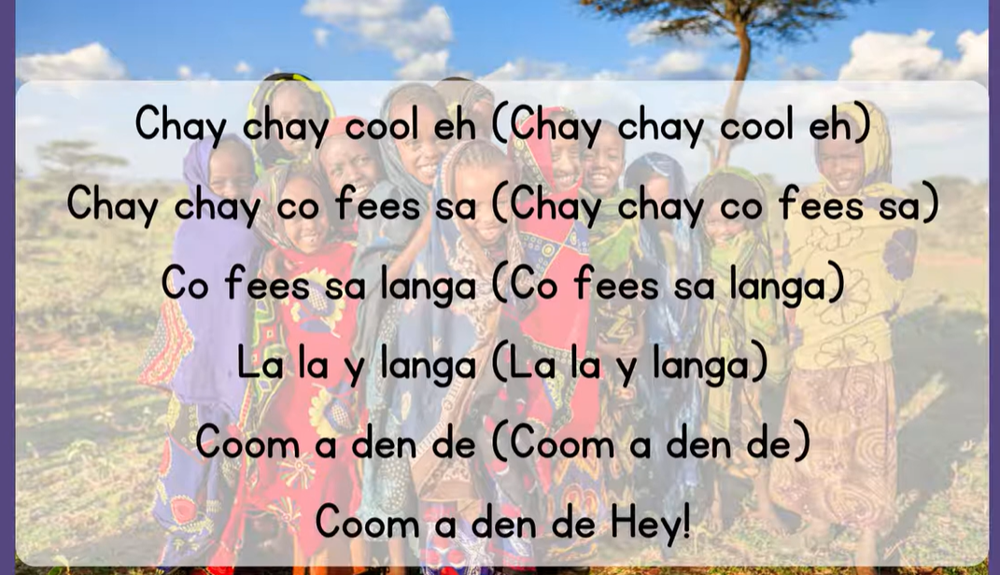 Chay chay cool eh (Chay chay cool eh)
Chay chay co fees sa (Chay chay co fees sa)
Co fees sa langa (Co fees sa langa)
La la y langa (La la y langa)
Coom a den de (Coom a den de)
Coom a den de Hey!